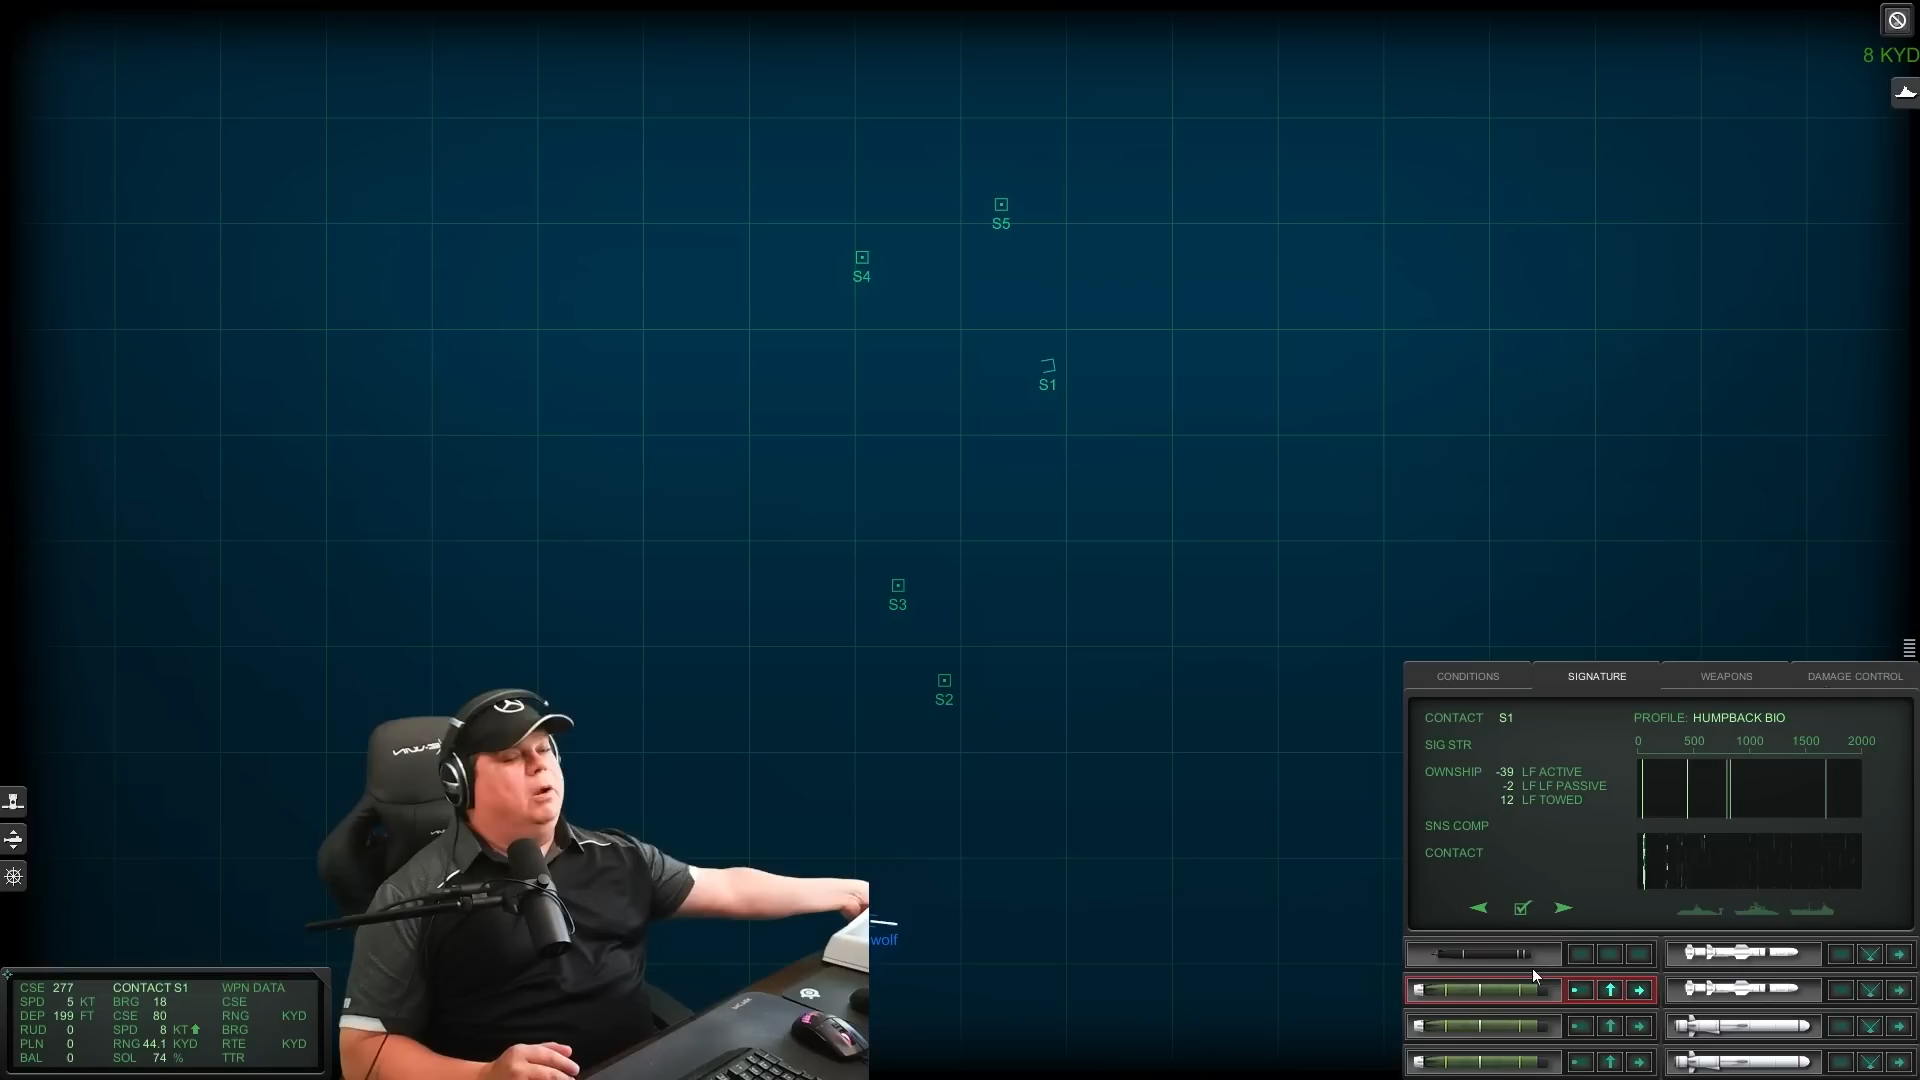 8 KYD
S5
S4
S1
S3
S2
wolf
CONDITIONS SIGNATURE WEAPONS DAMAGE CONTROL
CONTACT S1 PROFILE: HUMPBACK BIO
SIG STR 0 500 1000 1500 2000
OWNSHIP -39 LF ACTIVE
-2 LF LF PASSIVE
12 LF TOWED
SNS COMP
CONTACT
CSE 277 CONTACT S1 WPN DATA
SPD 5 KT BRG 18 CSE
DEP 199 FT CSE 80 RNG KYD
RUD 0 SPD 8 KT BRG
PLN 0 RNG 44.1 KYD RTE KYD
BAL 0 SOL 74 % TTR